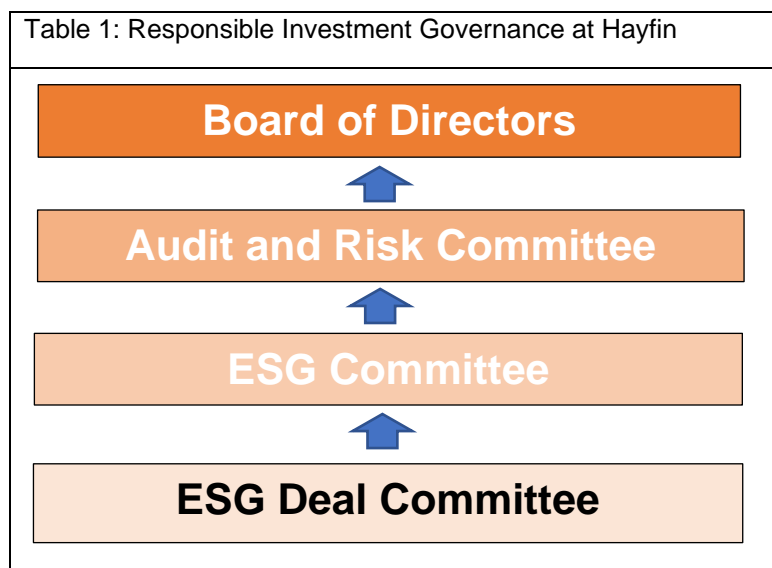 Table 1: Responsible Investment Governance at Hayfin
Board of Directors
Audit and Risk Committee
ESG Committee
ESG Deal Committee